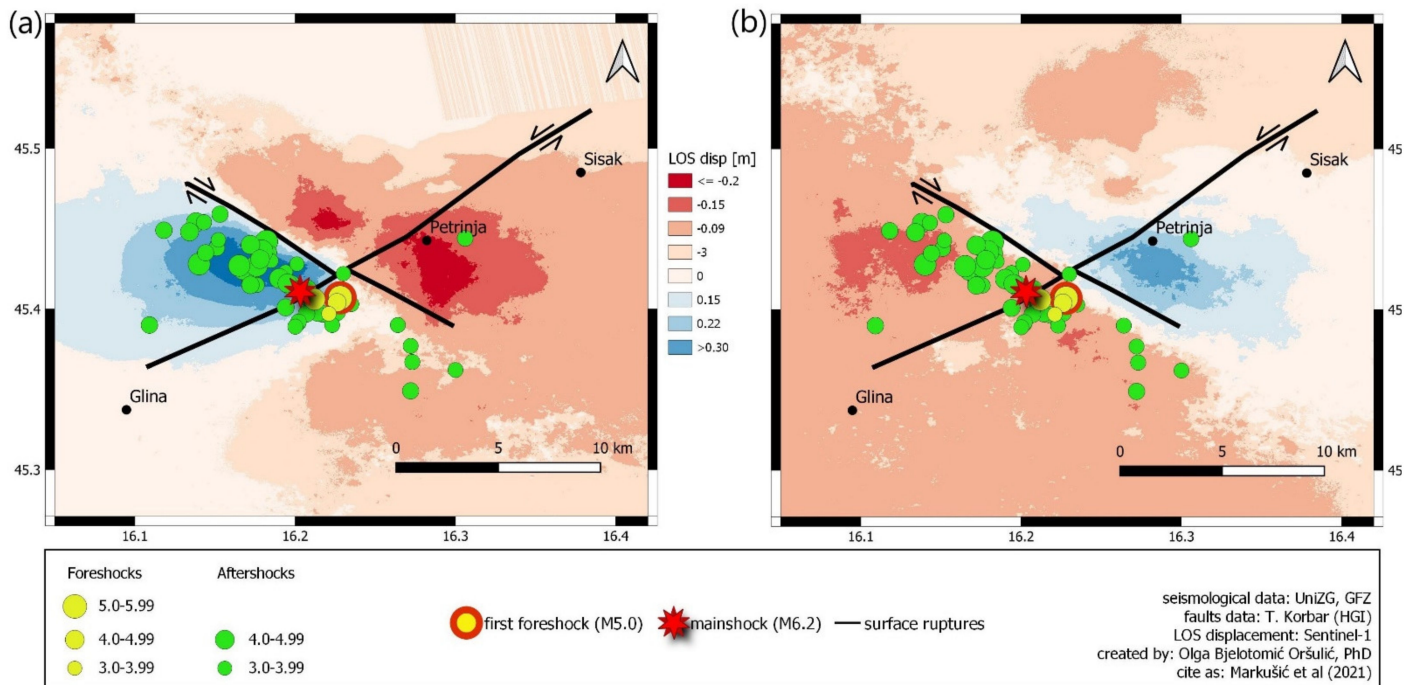 (a)
(b)
45.5
45.4
45.3
16.1
16.2
16.3
16.4
Sisak
Petrinja
Glina
0
5
10 km
LOS disp [m]
<= -0.2
-0.15
-0.09
-3
0
0.15
0.22
>0.30
Sisak
Petrinja
Glina
0
5
10 km
45
45
45
16.1
16.2
16.3
16.4
Foreshocks
5.0-5.99
4.0-4.99
3.0-3.99
Aftershocks
4.0-4.99
3.0-3.99
first foreshock (M5.0)
mainshock (M6.2)
surface ruptures
seismological data: UniZG, GFZ
faults data: T. Korbar (HGI)
LOS displacement: Sentinel-1
created by: Olga Bjelotomić Oršulić, PhD
cite as: Markušić et al (2021)